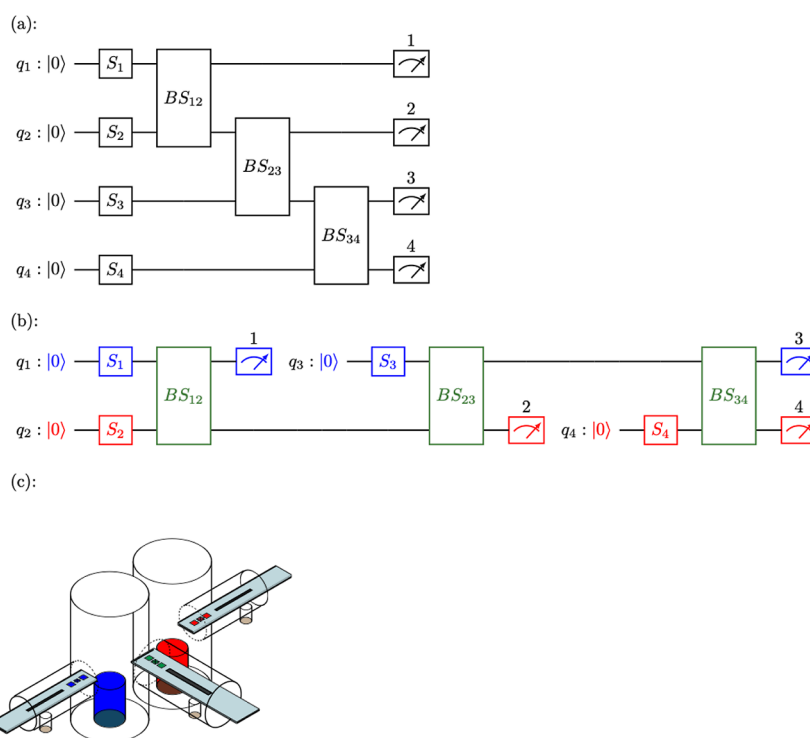 (a):
1
q₁ : |0⟩ S₁
BS₁₂
2
q₂ : |0⟩ S₂
BS₂₃
3
q₃ : |0⟩ S₃
BS₃₄
4
q₄ : |0⟩ S₄
(b):
1 3
q₁ : |0⟩ S₁ q₃ : |0⟩ S₃
BS₁₂ BS₂₃ BS₃₄
2 4
q₂ : |0⟩ S₂ q₄ : |0⟩ S₄
(c):